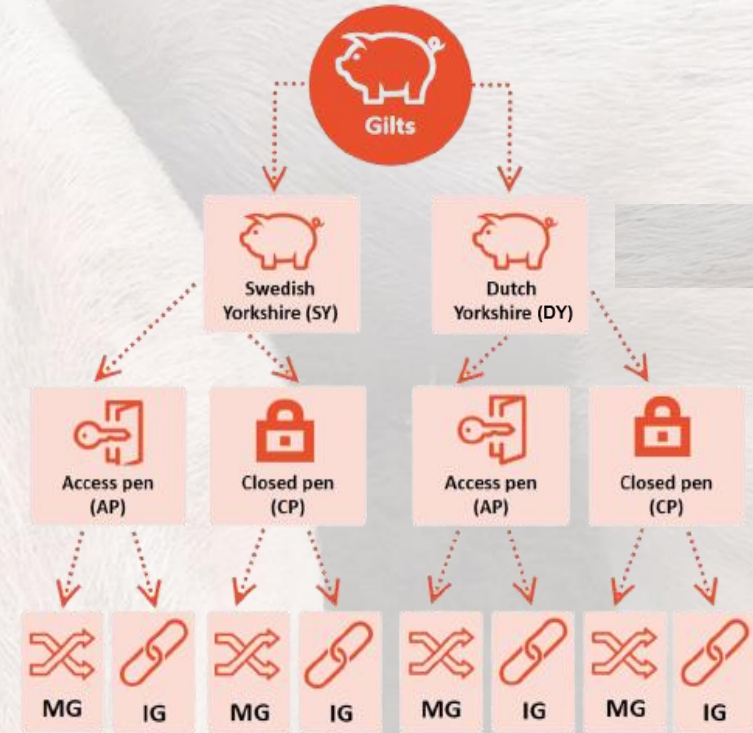 Gilts
Swedish
Yorkshire (SY)
Dutch
Yorkshire (DY)
Access pen
(AP)
Closed pen
(CP)
Access pen
(AP)
Closed pen
(CP)
MG
IG
MG
IG
MG
IG
MG
IG